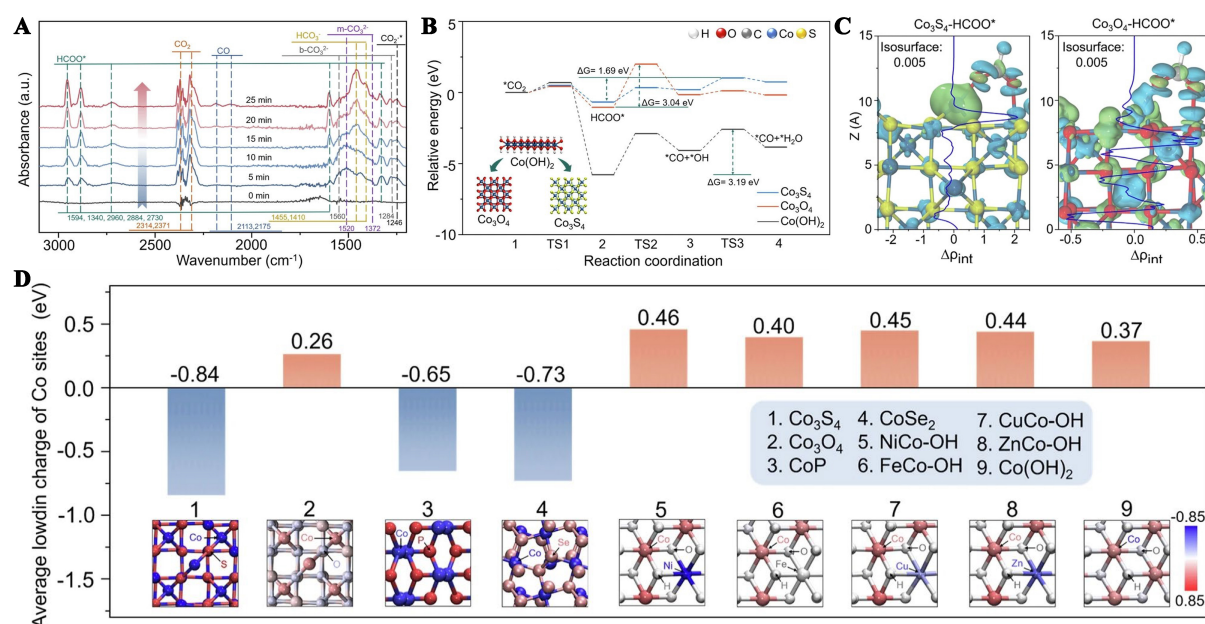 A
HCO₃⁻
m-CO₃²⁻
b-CO₃²⁻
CO₂⁻*
HCOO*
CO₂
CO
25 min
20 min
15 min
10 min
5 min
0 min
1594, 1340, 2960, 2884, 2730
2314,2371
2113,2175
1455,1410
1560
1520
1372
1284
1246
Absorbance (a.u.)
3000
2500
2000
1500
Wavenumber (cm⁻¹)
B
H
O
C
Co
S
5
0
-5
-10
Relative energy (eV)
*CO₂
ΔG= 1.69 eV
HCOO*
ΔG= 3.04 eV
Co(OH)₂
Co₃O₄
Co₃S₄
*CO+*OH
*CO+*H₂O
ΔG= 3.19 eV
Co₃S₄
Co₃O₄
Co(OH)₂
1
TS1
2
TS2
3
TS3
4
Reaction coordination
C
Co₃S₄-HCOO*
Isosurface:
0.005
15
10
5
0
Z (A)
-2
-1
0
1
2
Δρint
Co₃O₄-HCOO*
Isosurface:
0.005
15
10
5
0
-0.5
0.0
0.5
Δρint
D
Average lowdin charge of Co sites (eV)
0.5
0.0
-0.5
-1.0
-1.5
-0.84
0.26
-0.65
-0.73
0.46
0.40
0.45
0.44
0.37
1. Co₃S₄ 4. CoSe₂ 7. CuCo-OH
2. Co₃O₄ 5. NiCo-OH 8. ZnCo-OH
3. CoP 6. FeCo-OH 9. Co(OH)₂
1
2
3
4
5
6
7
8
9
Co
S
Co
O
Co
P
Co
Se
Co
O
Ni
H
Co
O
Fe
H
Co
O
Cu
H
Co
O
Zn
H
Co
O
H
-0.85
0.85